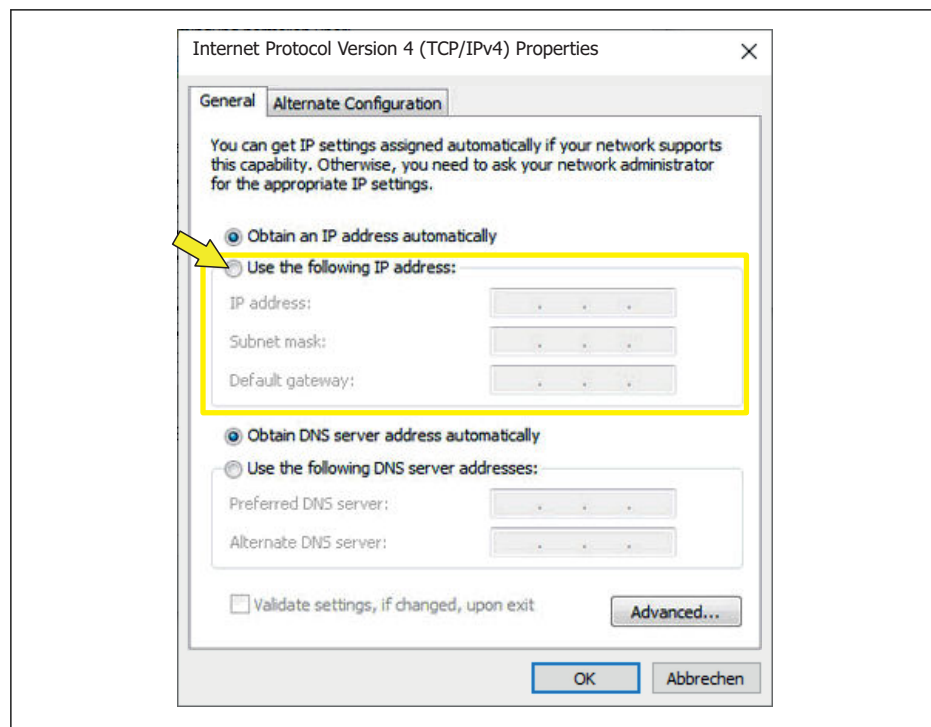 Internet Protocol Version 4 (TCP/IPv4) Properties
General
Alternate Configuration
You can get IP settings assigned automatically if your network supports
this capability. Otherwise, you need to ask your network administrator
for the appropriate IP settings.
Obtain an IP address automatically
Use the following IP address:
IP address:
Subnet mask:
Default gateway:
Obtain DNS server address automatically
Use the following DNS server addresses:
Preferred DNS server:
Alternate DNS server:
Validate settings, if changed, upon exit
Advanced...
OK
Abbrechen